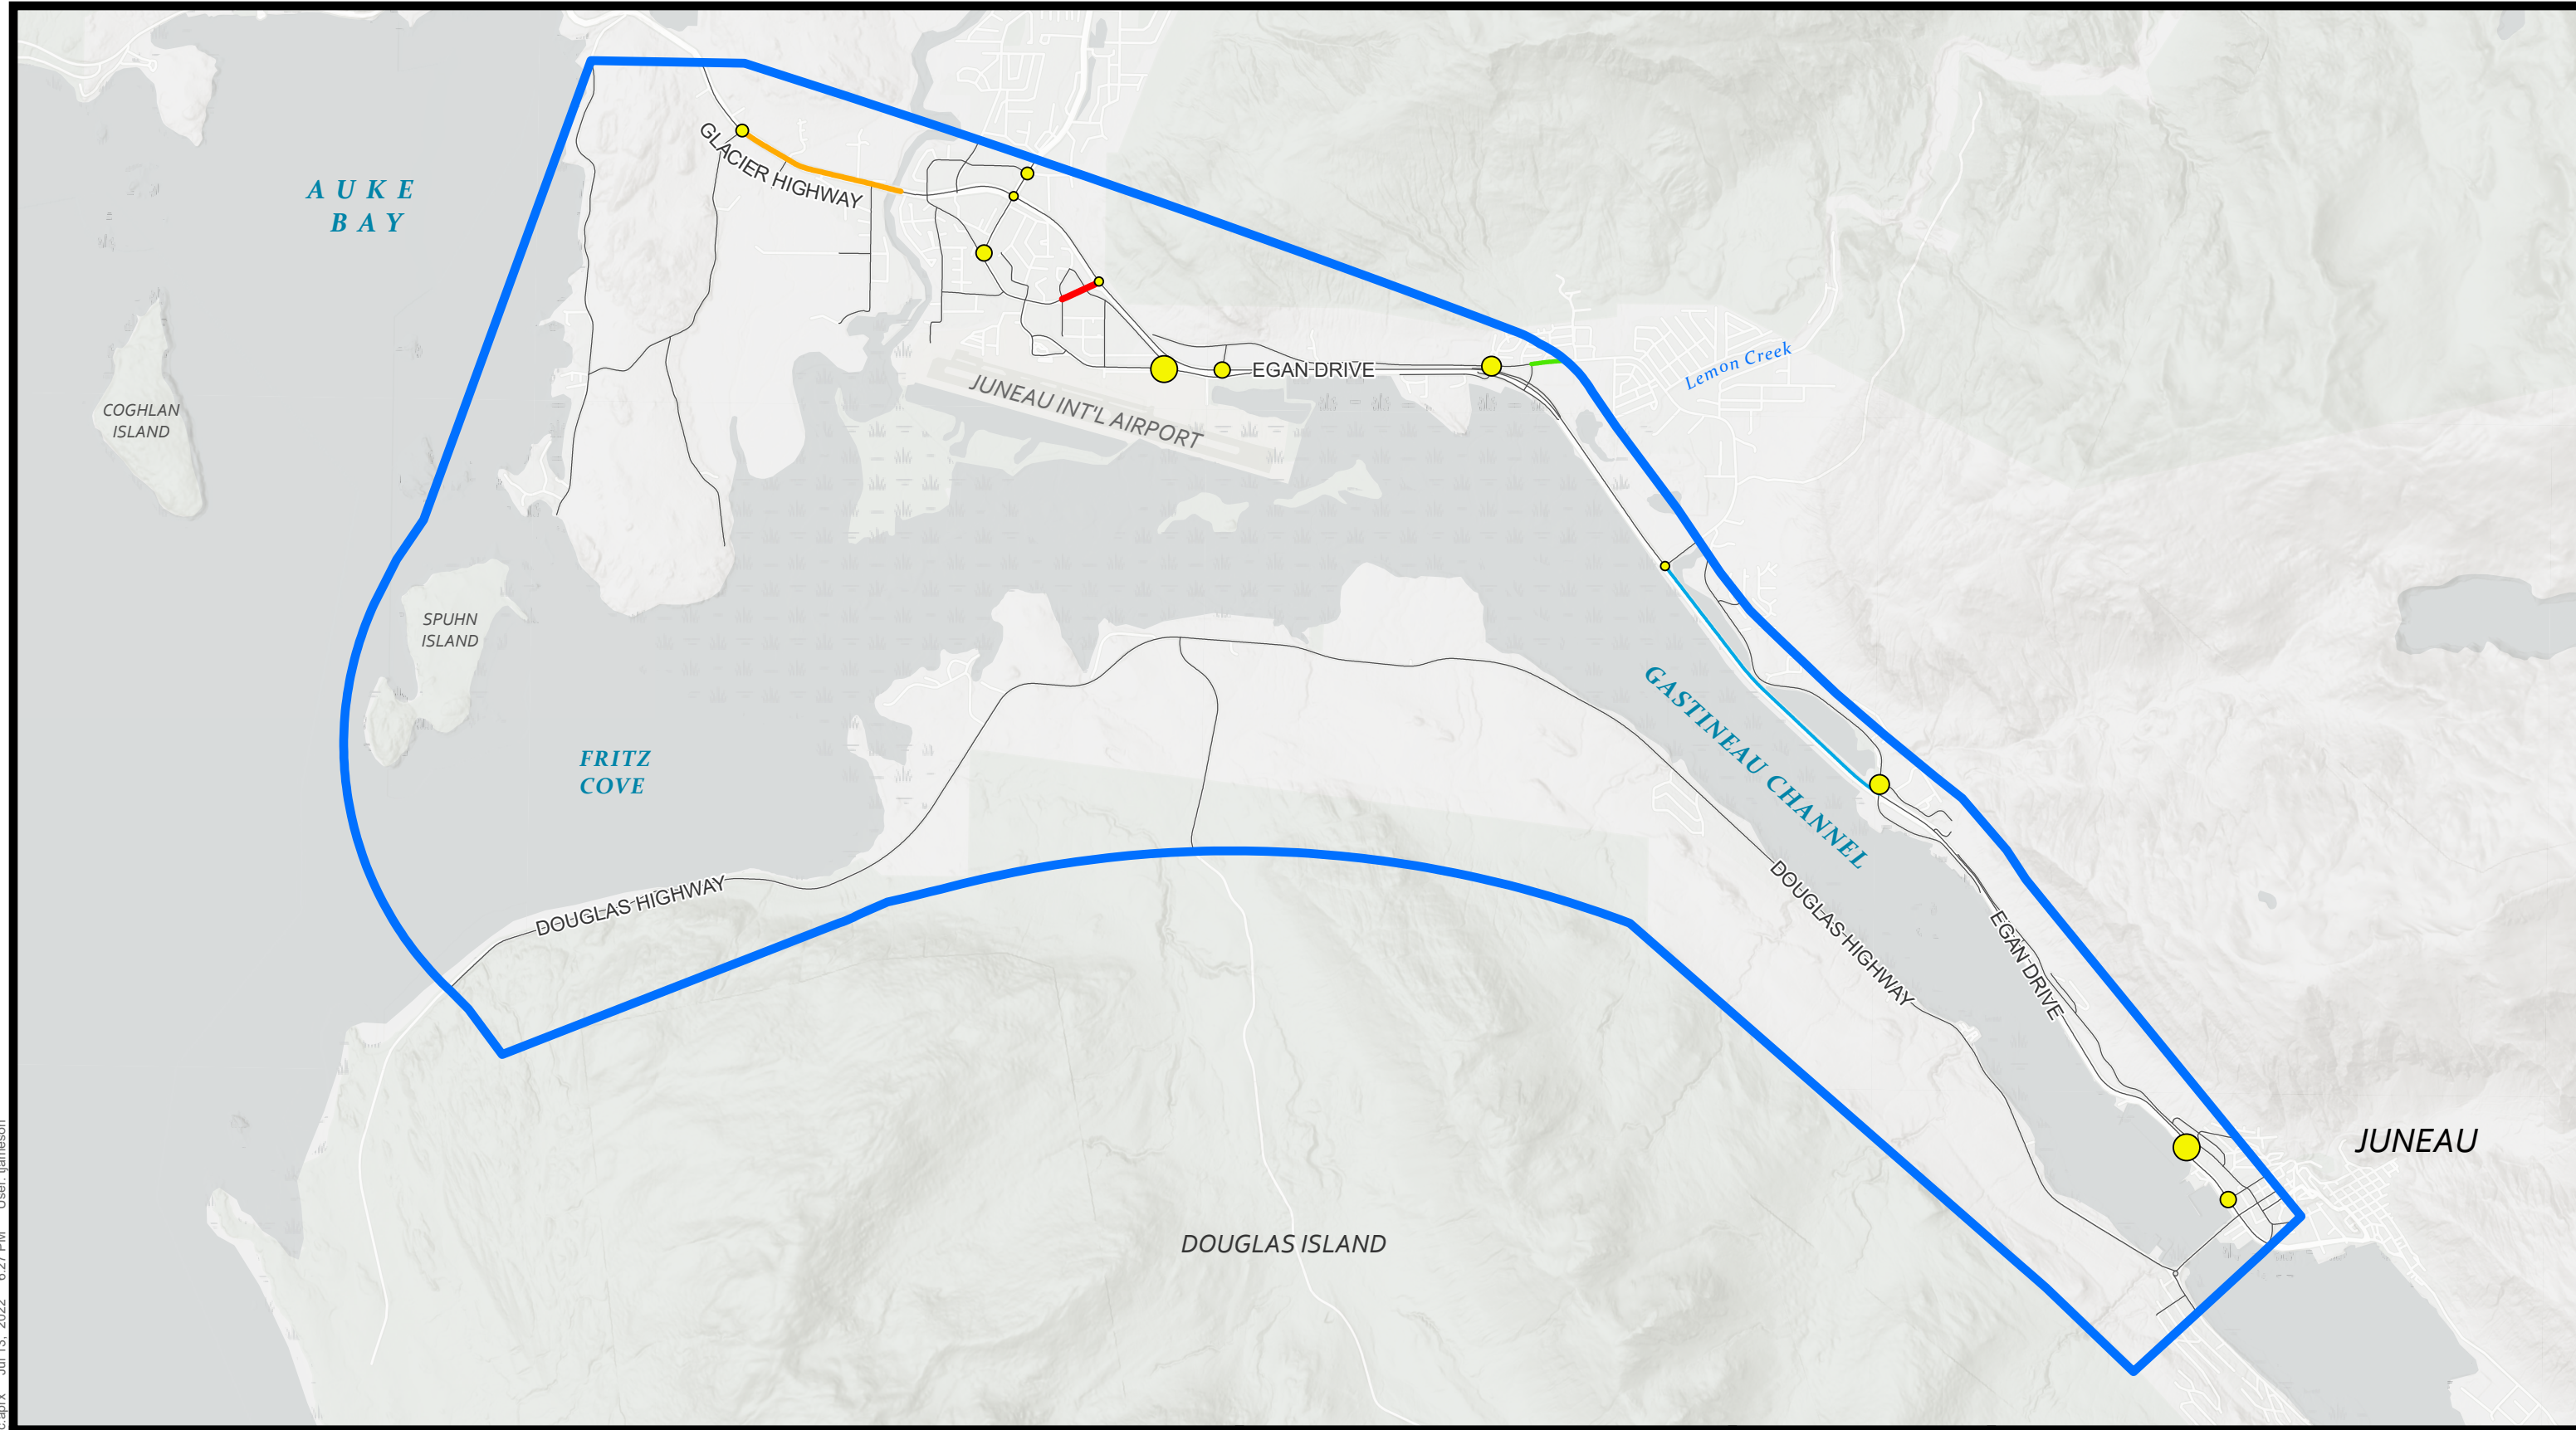 AUKE
BAY
GLACIER HIGHWAY
COGHLAN
ISLAND
JUNEAU INT'L AIRPORT
EGAN DRIVE
Lemon Creek
SPUHN
ISLAND
FRITZ
COVE
GASTINEAU CHANNEL
DOUGLAS HIGHWAY
DOUGLAS HIGHWAY
EGAN DRIVE
JUNEAU
DOUGLAS ISLAND